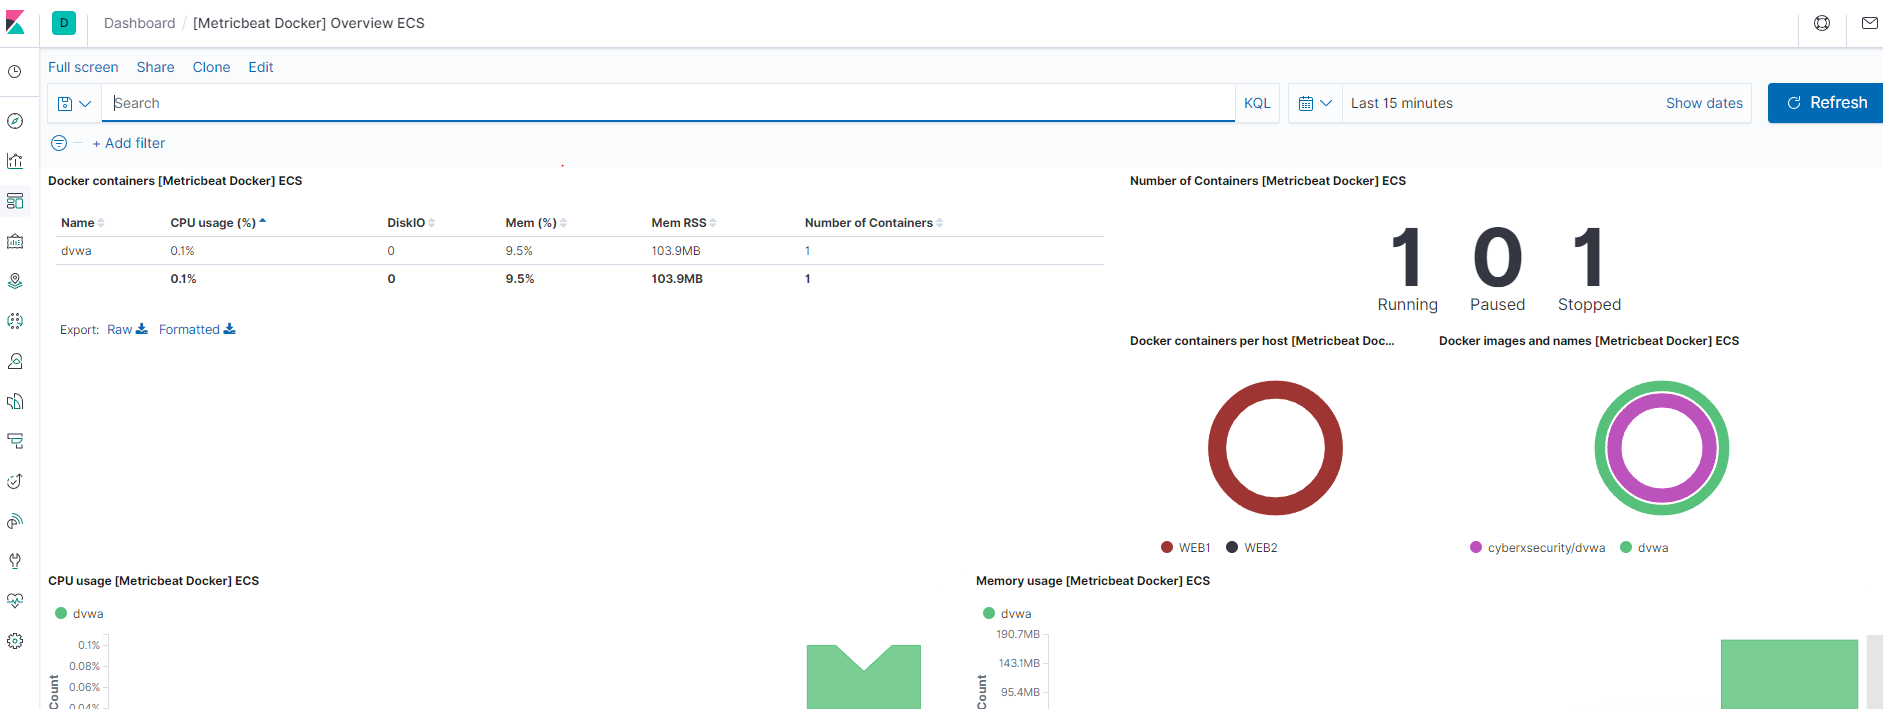 D Dashboard / [Metricbeat Docker] Overview ECS
Full screen Share Clone Edit
Search KQL Last 15 minutes Show dates Refresh
+ Add filter
Docker containers [Metricbeat Docker] ECS
Name CPU usage (%) DiskIO Mem (%) Mem RSS Number of Containers
dvwa 0.1% 0 9.5% 103.9MB 1
0.1% 0 9.5% 103.9MB 1
Export: Raw Formatted
Number of Containers [Metricbeat Docker] ECS
1 0 1
Running Paused Stopped
Docker containers per host [Metricbeat Doc...
WEB1 WEB2
Docker images and names [Metricbeat Docker] ECS
cyberxsecurity/dvwa dvwa
CPU usage [Metricbeat Docker] ECS
dvwa
0.1%
0.08%
0.06%
0.04%
Count
Memory usage [Metricbeat Docker] ECS
dvwa
190.7MB
143.1MB
95.4MB
Count